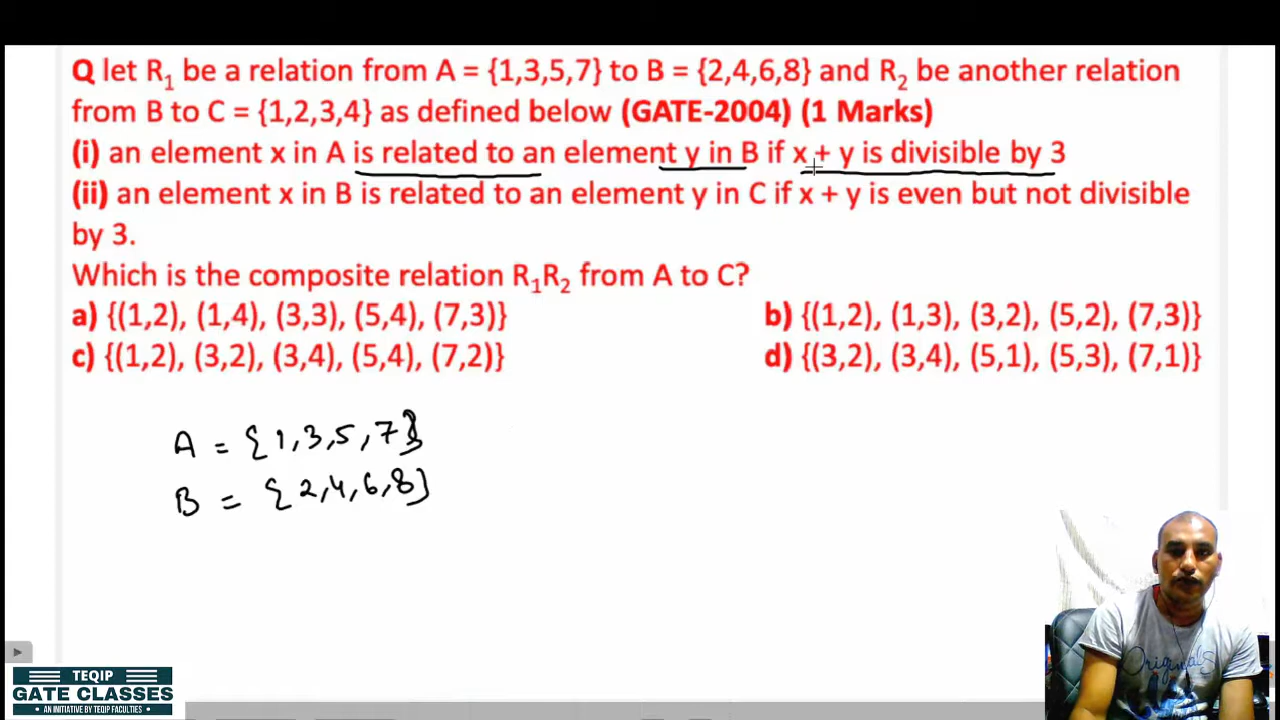 Q let R₁ be a relation from A = {1,3,5,7} to B = {2,4,6,8} and R₂ be another relation
from B to C = {1,2,3,4} as defined below (GATE-2004) (1 Marks)
(i) an element x in A is related to an element y in B if x + y is divisible by 3
(ii) an element x in B is related to an element y in C if x + y is even but not divisible
by 3.
Which is the composite relation R₁R₂ from A to C?
a) {(1,2), (1,4), (3,3), (5,4), (7,3)}
b) {(1,2), (1,3), (3,2), (5,2), (7,3)}
c) {(1,2), (3,2), (3,4), (5,4), (7,2)}
d) {(3,2), (3,4), (5,1), (5,3), (7,1)}
A = {1,3,5,7}
B = {2,4,6,8}
Originals
TEQIP
GATE CLASSES
AN INITIATIVE BY TEQIP FACULTIES